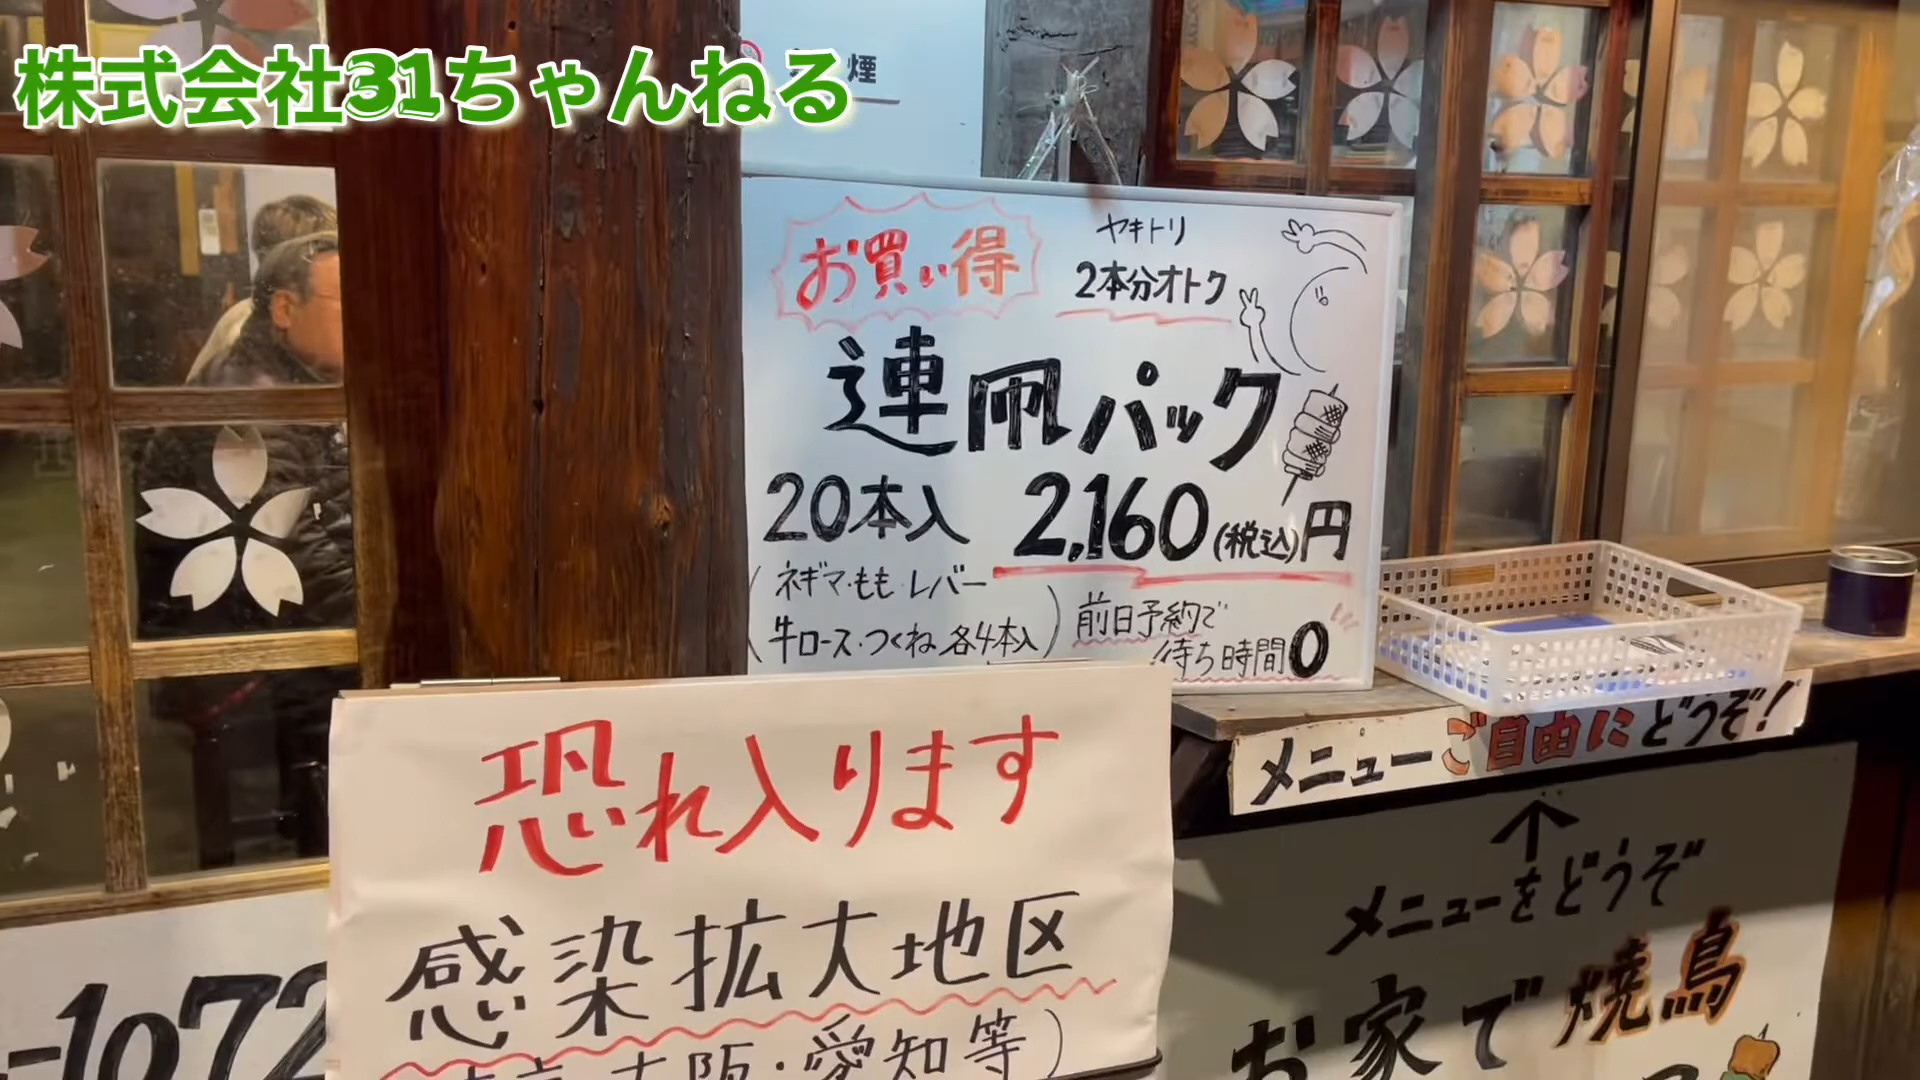 株式会社31ちゃんねる
煙
お買い得
ヤキトリ
2本分オトク
連凧パック
20本入 2,160(税込)円
(ネギマ・もも・レバー
牛ロース・つくね 各4本入)
前日予約で
待ち時間0
メニューご自由にどうぞ!
恐れ入ります
感染拡大地区
大阪・愛知等)
メニューをどうぞ
お家で焼鳥
-1072